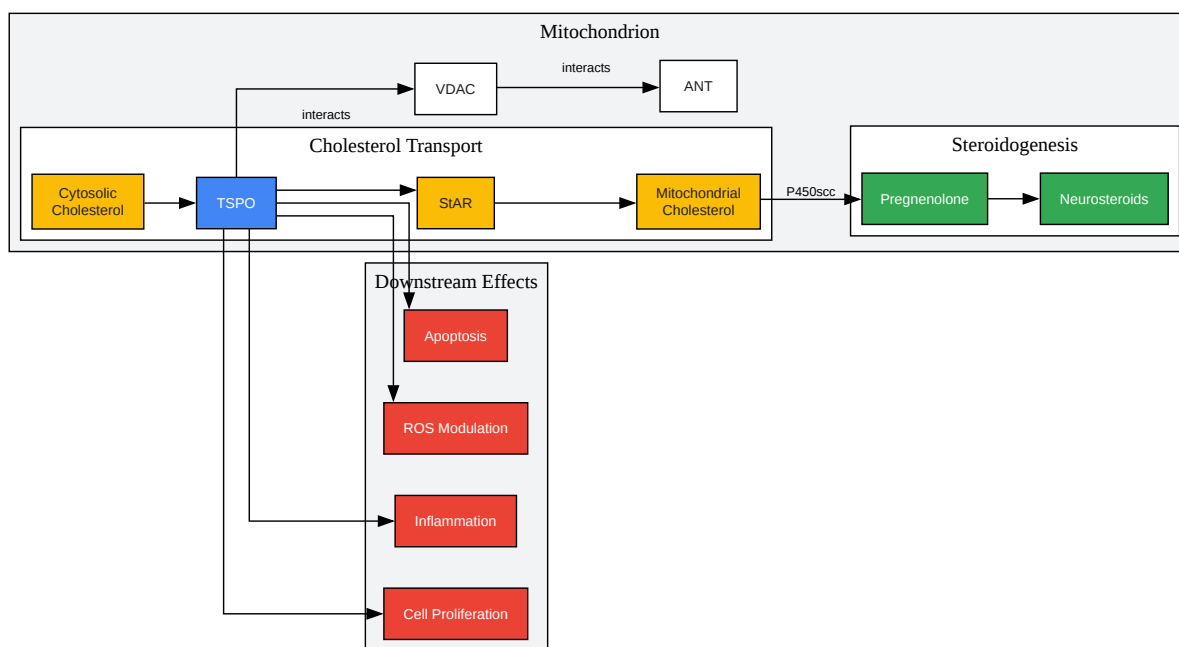 Mitochondrion
VDAC
interacts
ANT
interacts
Cholesterol Transport
Steroidogenesis
Cytosolic
Cholesterol
TSPO
StAR
Mitochondrial
Cholesterol
P450scc
Pregnenolone
Neurosteroids
Downstream Effects
Apoptosis
ROS Modulation
Inflammation
Cell Proliferation